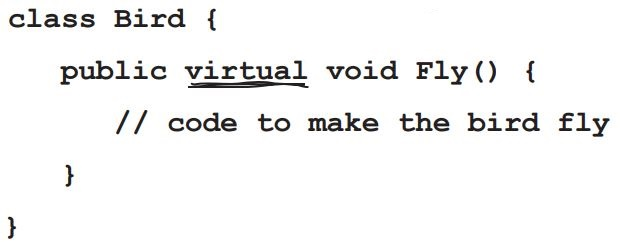 class Bird {
public virtual void Fly() {
// code to make the bird fly
}
}